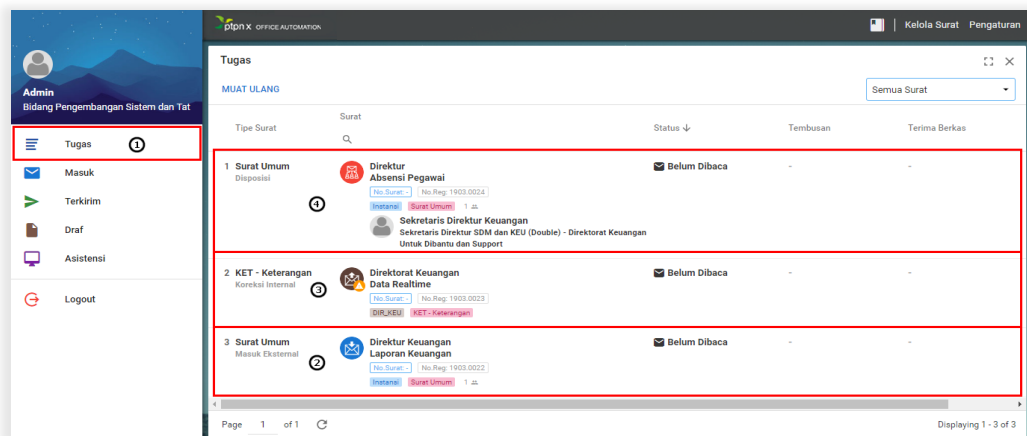 ptpn x OFFICE AUTOMATION
Kelola Surat Pengaturan
Admin
Bidang Pengembangan Sistem dan Tat
Tugas 1
Masuk
Terkirim
Draf
Asistensi
Logout
Tugas
MUAT ULANG
Semua Surat
Tipe Surat Surat Status Tembusan Terima Berkas
1 Surat Umum
Disposisi
4
Direktur
Absensi Pegawai
No.Surat: - No.Reg: 1903.0024
Instansi Surat Umum 1
Sekretaris Direktur Keuangan
Sekretaris Direktur SDM dan KEU (Double) - Direktorat Keuangan
Untuk Dibantu dan Support
Belum Dibaca - -
2 KET - Keterangan
Koreksi Internal
3
Direktorat Keuangan
Data Realtime
No.Surat: - No.Reg: 1903.0023
DIR_KEU KET - Keterangan
Belum Dibaca - -
3 Surat Umum
Masuk Eksternal
2
Direktur Keuangan
Laporan Keuangan
No.Surat: - No.Reg: 1903.0022
Instansi Surat Umum 1
Belum Dibaca - -
Page 1 of 1
Displaying 1 - 3 of 3